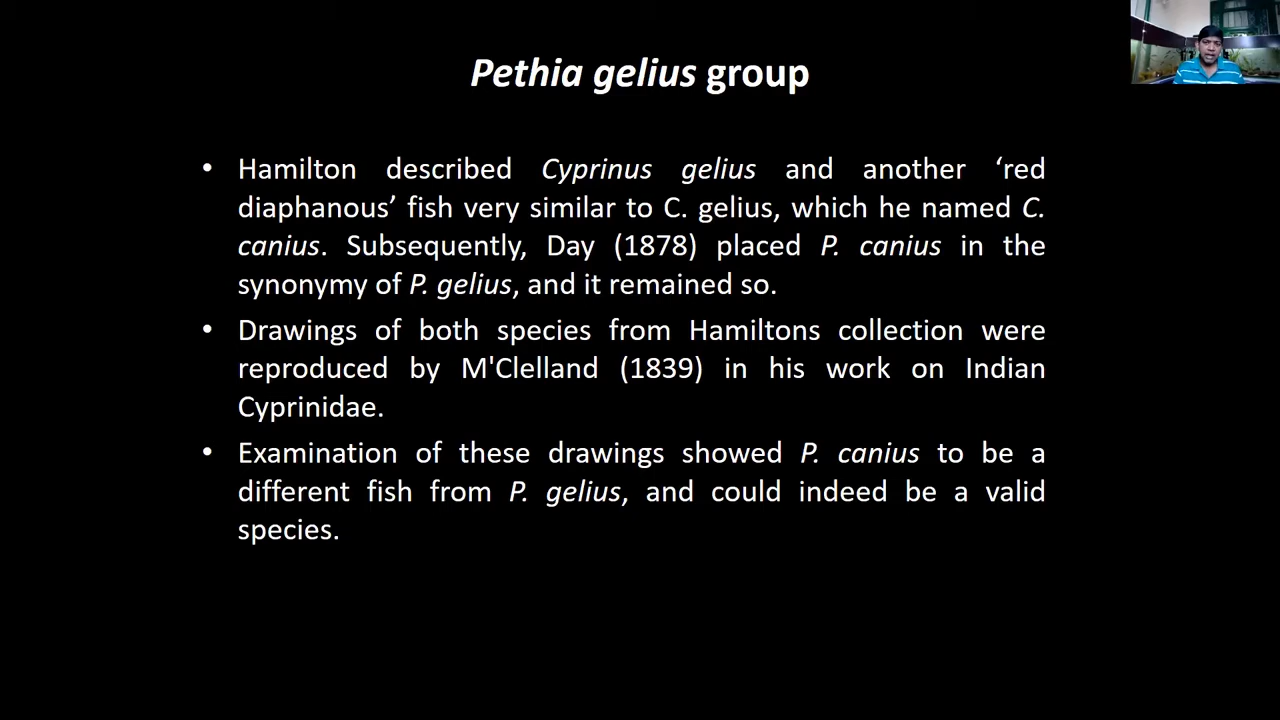 Pethia gelius group
• Hamilton described Cyprinus gelius and another ‘red
diaphanous’ fish very similar to C. gelius, which he named C.
canius. Subsequently, Day (1878) placed P. canius in the
synonymy of P. gelius, and it remained so.
• Drawings of both species from Hamiltons collection were
reproduced by M'Clelland (1839) in his work on Indian
Cyprinidae.
• Examination of these drawings showed P. canius to be a
different fish from P. gelius, and could indeed be a valid
species.